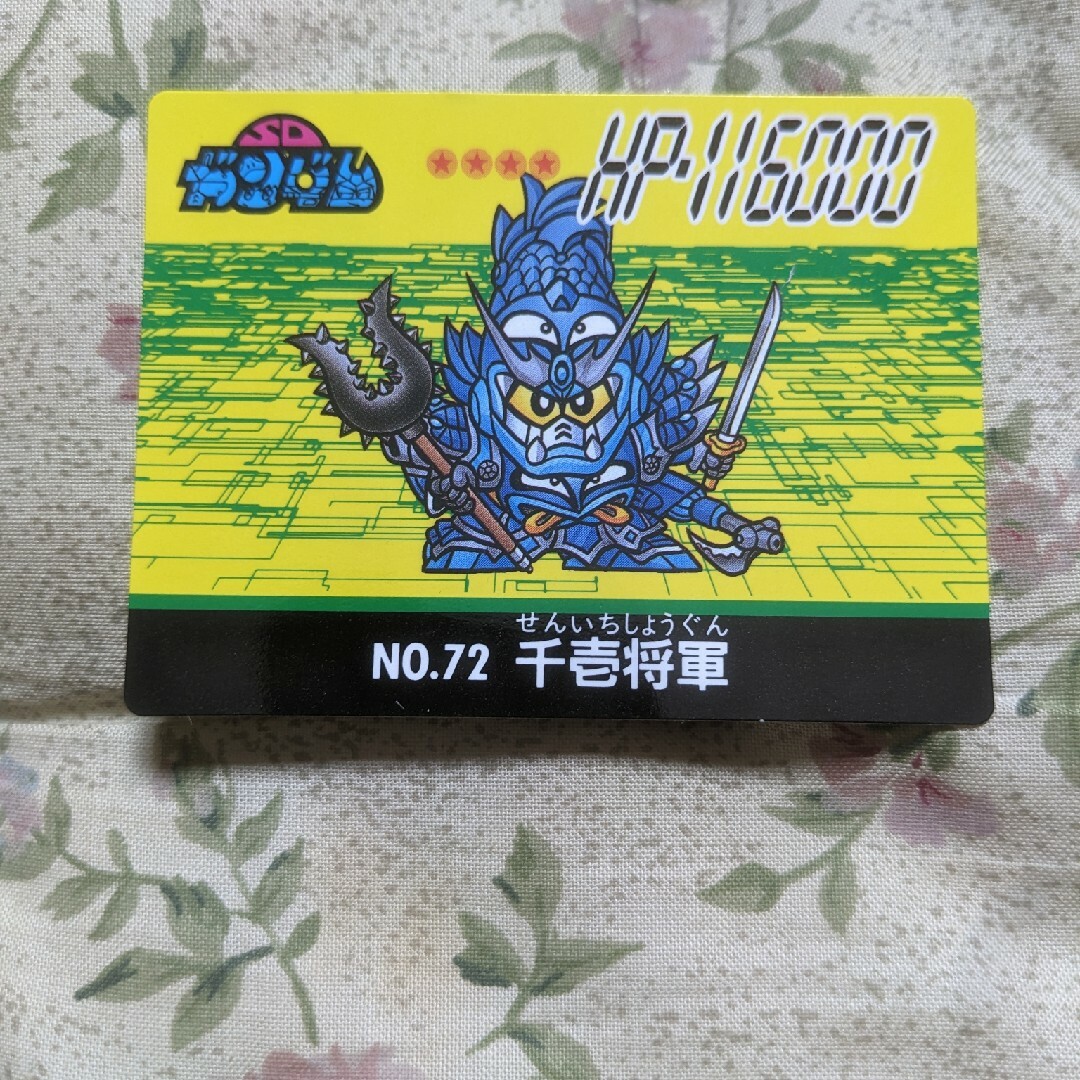 SD
ガンダム
HP・116000
せんいちしょうぐん
NO.72 千壱将軍